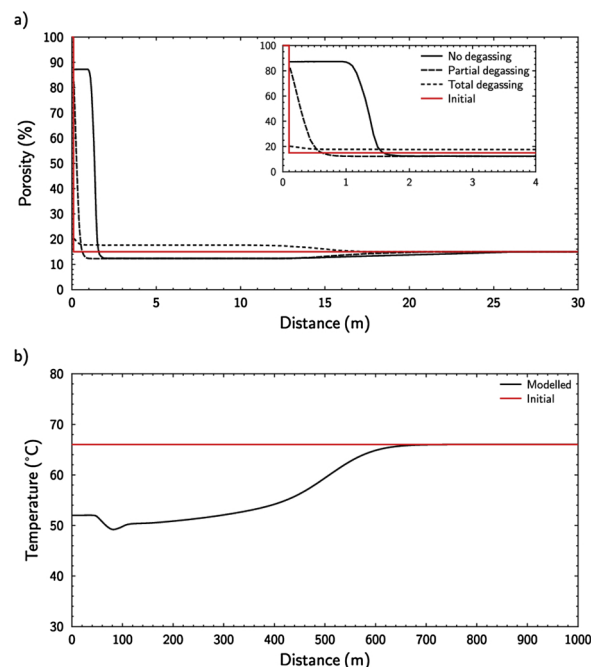 a)
100
90
80
70
60
50
40
30
20
10
0
Porosity (%)
0 5 10 15 20 25 30
Distance (m)
100
80
60
40
20
0
0 1 2 3 4
No degassing
Partial degassing
Total degassing
Initial
b)
80
70
60
50
40
30
Temperature (°C)
0 100 200 300 400 500 600 700 800 900 1000
Distance (m)
Modelled
Initial